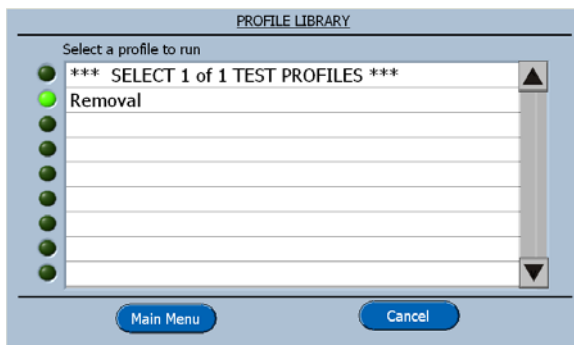 PROFILE LIBRARY
Select a profile to run
*** SELECT 1 of 1 TEST PROFILES ***
Removal
Main Menu
Cancel